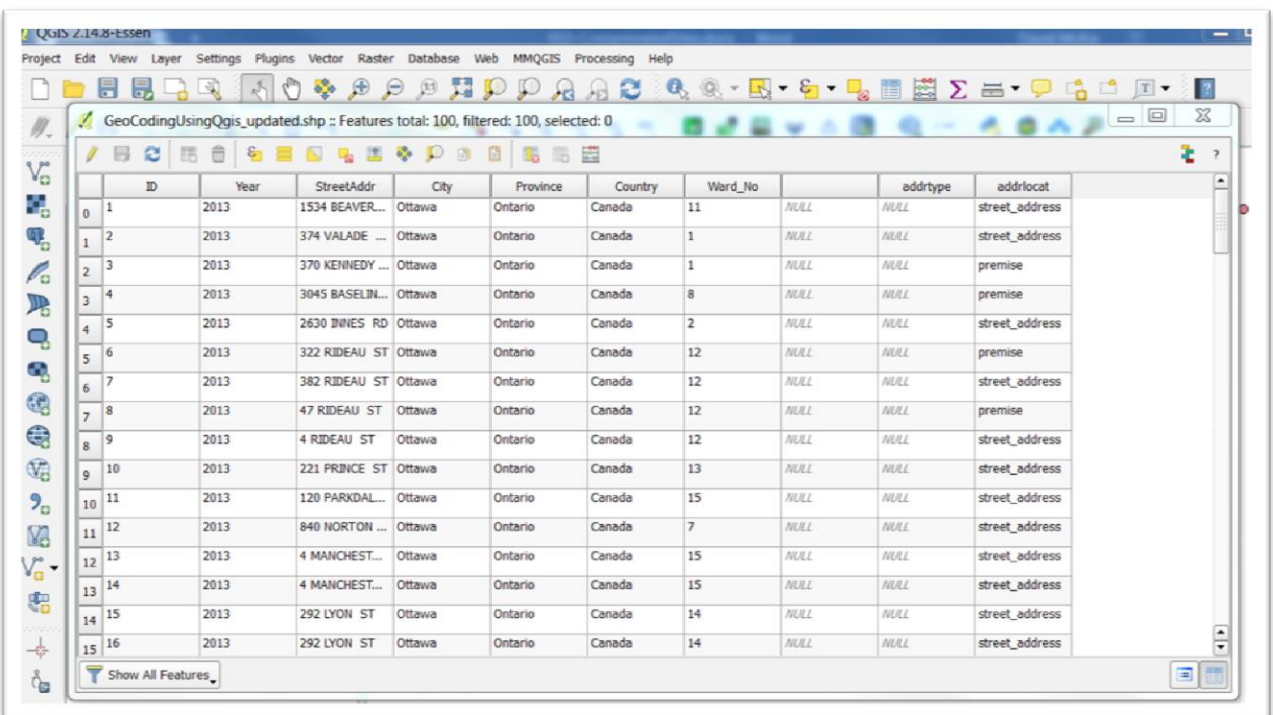 QGIS 2.14.8-Essen
Project Edit View Layer Settings Plugins Vector Raster Database Web MMQGIS Processing Help
GeoCodingUsingQgis_updated.shp :: Features total: 100, filtered: 100, selected: 0
ID Year StreetAddr City Province Country Ward_No addrtype addrlocat
0 1 2013 1534 BEAVER... Ottawa Ontario Canada 11 NULL NULL street_address
1 2 2013 374 VALADE ... Ottawa Ontario Canada 1 NULL NULL street_address
2 3 2013 370 KENNEDY ... Ottawa Ontario Canada 1 NULL NULL premise
3 4 2013 3045 BASELIN... Ottawa Ontario Canada 8 NULL NULL premise
4 5 2013 2630 INNES RD Ottawa Ontario Canada 2 NULL NULL street_address
5 6 2013 322 RIDEAU ST Ottawa Ontario Canada 12 NULL NULL premise
6 7 2013 382 RIDEAU ST Ottawa Ontario Canada 12 NULL NULL street_address
7 8 2013 47 RIDEAU ST Ottawa Ontario Canada 12 NULL NULL premise
8 9 2013 4 RIDEAU ST Ottawa Ontario Canada 12 NULL NULL street_address
9 10 2013 221 PRINCE ST Ottawa Ontario Canada 13 NULL NULL street_address
10 11 2013 120 PARKDAL... Ottawa Ontario Canada 15 NULL NULL street_address
11 12 2013 840 NORTON ... Ottawa Ontario Canada 7 NULL NULL street_address
12 13 2013 4 MANCHEST... Ottawa Ontario Canada 15 NULL NULL street_address
13 14 2013 4 MANCHEST... Ottawa Ontario Canada 15 NULL NULL street_address
14 15 2013 292 LYON ST Ottawa Ontario Canada 14 NULL NULL street_address
15 16 2013 292 LYON ST Ottawa Ontario Canada 14 NULL NULL street_address
Show All Features